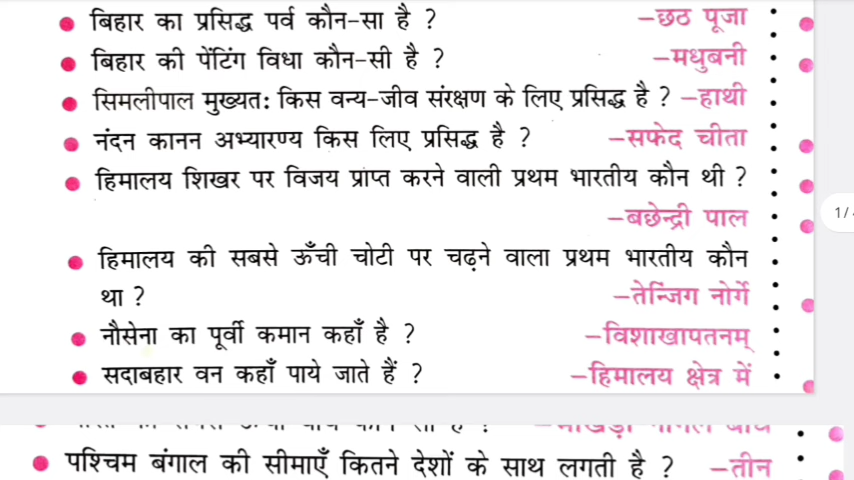 बिहार का प्रसिद्ध पर्व कौन-सा है ? –छठ पूजा
बिहार की पेंटिंग विधा कौन-सी है ? –मधुबनी
सिमलीपाल मुख्यत: किस वन्य-जीव संरक्षण के लिए प्रसिद्ध है ? –हाथी
नंदन कानन अभ्यारण्य किस लिए प्रसिद्ध है ? –सफेद चीता
हिमालय शिखर पर विजय प्राप्त करने वाली प्रथम भारतीय कौन थी ?
–बछेन्द्री पाल
हिमालय की सबसे ऊँची चोटी पर चढ़ने वाला प्रथम भारतीय कौन
था ? –तेन्जिग नोर्गे
नौसेना का पूर्वी कमान कहाँ है ? –विशाखापतनम्
सदाबहार वन कहाँ पाये जाते हैं ? –हिमालय क्षेत्र में
पश्चिम बंगाल की सीमाएँ कितने देशों के साथ लगती है ? –तीन
1/